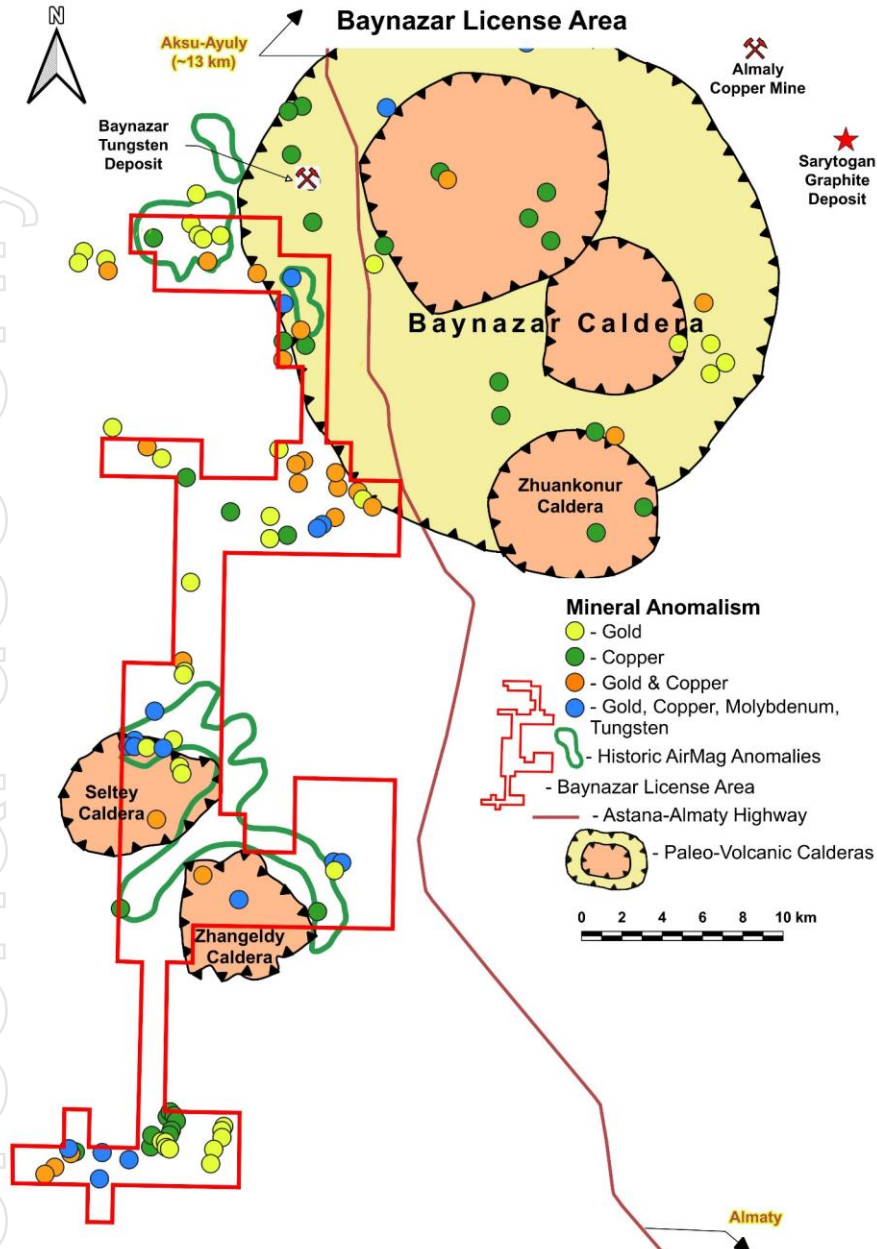 Baynazar License Area
N
Aksu-Ayuly
(~13 km)
Almaly
Copper Mine
Baynazar
Tungsten
Deposit
Sarytogan
Graphite
Deposit
Baynazar Caldera
Zhuankonur
Caldera
Mineral Anomalism
- Gold
- Copper
- Gold & Copper
- Gold, Copper, Molybdenum,
Tungsten
- Historic AirMag Anomalies
- Baynazar License Area
- Astana-Almaty Highway
- Paleo-Volcanic Calderas
0 2 4 6 8 10 km
Seltey
Caldera
Zhangeldy
Caldera
Almaty